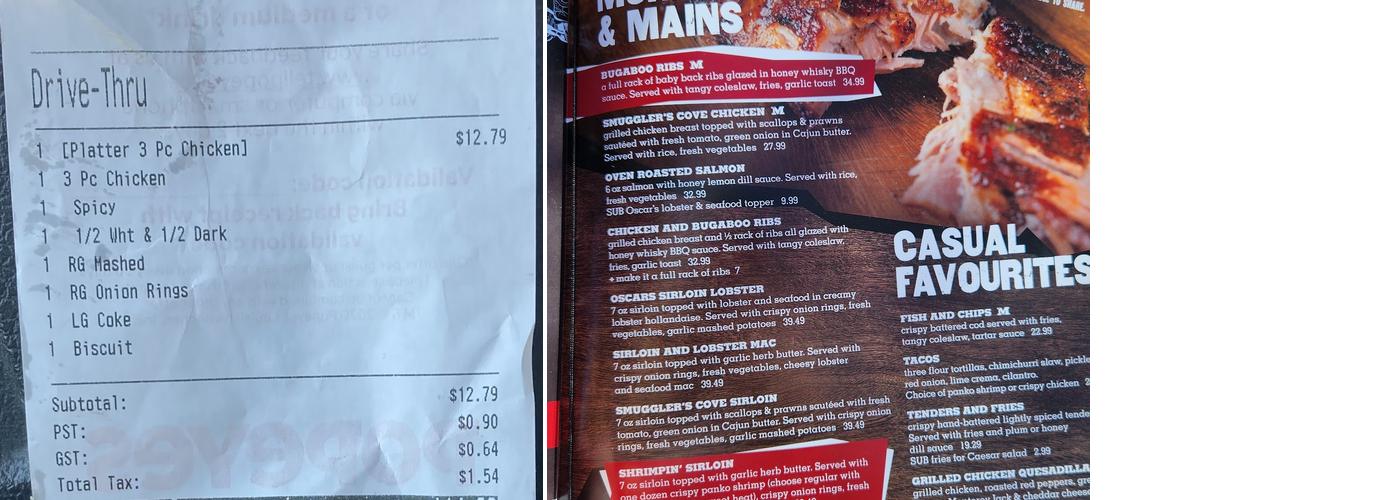 Drive-Thru
1 [Platter 3 Pc Chicken] $12.79
1 3 Pc Chicken
1 Spicy
1 1/2 Wht & 1/2 Dark
1 RG Mashed
1 RG Onion Rings
1 LG Coke
1 Biscuit
Subtotal: $12.79
PST: $0.90
GST: $0.64
Total Tax: $1.54
& MAINS
TO SHARE.
BUGABOO RIBS M
a full rack of baby back ribs glazed in honey whisky BBQ
sauce. Served with tangy coleslaw, fries, garlic toast 34.99
SMUGGLER'S COVE CHICKEN M
grilled chicken breast topped with scallops & prawns
sautéed with fresh tomato, green onion in Cajun butter.
Served with rice, fresh vegetables 27.99
OVEN ROASTED SALMON
6 oz salmon with honey lemon dill sauce. Served with rice,
fresh vegetables 32.99
SUB Oscar's lobster & seafood topper 9.99
CHICKEN AND BUGABOO RIBS
grilled chicken breast and ½ rack of ribs all glazed with
honey whisky BBQ sauce. Served with tangy coleslaw,
fries, garlic toast 32.99
+ make it a full rack of ribs 7
OSCARS SIRLOIN LOBSTER
7 oz sirloin topped with lobster and seafood in creamy
lobster hollandaise. Served with crispy onion rings, fresh
vegetables, garlic mashed potatoes 39.49
SIRLOIN AND LOBSTER MAC
7 oz sirloin topped with garlic herb butter. Served with
crispy onion rings, fresh vegetables, cheesy lobster
and seafood mac 39.49
SMUGGLER'S COVE SIRLOIN
7 oz sirloin topped with scallops & prawns sautéed with fresh
tomato, green onion in Cajun butter. Served with crispy onion
rings, fresh vegetables, garlic mashed potatoes 39.49
SHRIMPIN' SIRLOIN
7 oz sirloin topped with garlic herb butter. Served with
one dozen crispy panko shrimp (choose regular with
heat), crispy onion rings, fresh
CASUAL
FAVOURITES
FISH AND CHIPS M
crispy battered cod served with fries,
tangy coleslaw, tartar sauce 22.99
TACOS
three flour tortillas, chimichurri slaw, pickle
red onion, lime crema, cilantro.
Choice of panko shrimp or crispy chicken
TENDERS AND FRIES
crispy hand-battered lightly spiced
Served with fries and plum or honey
dill sauce 19.29
SUB fries for Caesar salad 2.99
GRILLED CHICKEN QUESADILLA
grilled chicken, roasted red peppers,
jack & cheddar